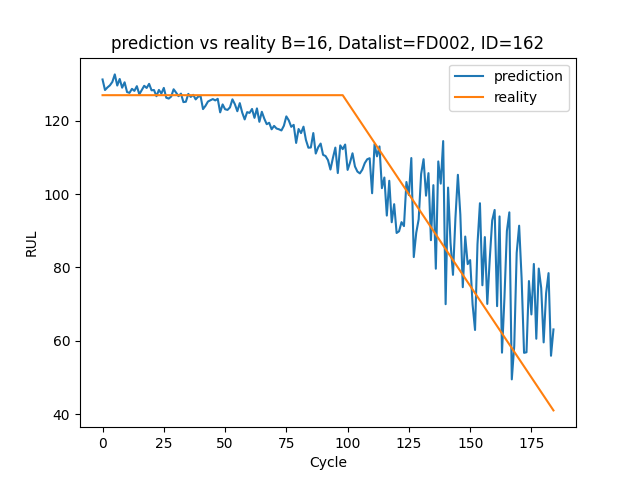 prediction vs reality B=16, Datalist=FD002, ID=162
prediction
reality
RUL
120
100
80
60
40
0 25 50 75 100 125 150 175
Cycle